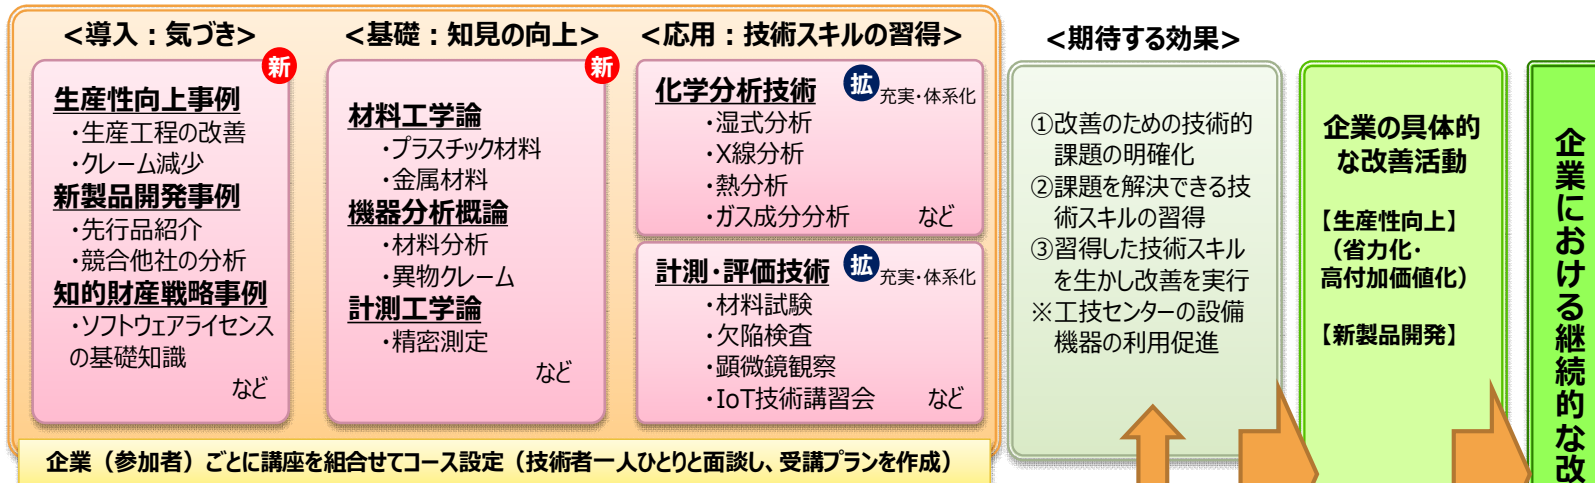 <導入：気づき>
新
生産性向上事例
・生産工程の改善
・クレーム減少
新製品開発事例
・先行品紹介
・競合他社の分析
知的財産戦略事例
・ソフトウェアライセンス
の基礎知識
など
<基礎：知見の向上>
新
材料工学論
・プラスチック材料
・金属材料
機器分析概論
・材料分析
・異物クレーム
計測工学論
・精密測定
など
<応用：技術スキルの習得>
化学分析技術 拡 充実・体系化
・湿式分析
・X線分析
・熱分析
・ガス成分分析 など
計測・評価技術 拡 充実・体系化
・材料試験
・欠陥検査
・顕微鏡観察
・IoT技術講習会 など
企業（参加者）ごとに講座を組合せてコース設定（技術者一人ひとりと面談し、受講プランを作成）
<期待する効果>
①改善のための技術的
課題の明確化
②課題を解決できる技
術スキルの習得
③習得した技術スキル
を生かし改善を実行
※工技センターの設備
機器の利用促進
企業の具体的
な改善活動
【生産性向上】
（省力化・
高付加価値化）
【新製品開発】
企業における継続的な改